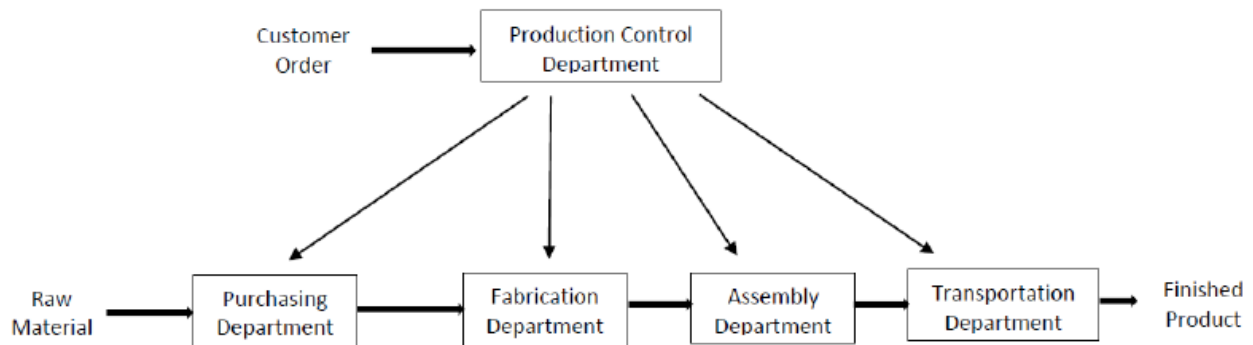 Customer
Order
Production Control
Department
Raw
Material
Purchasing
Department
Fabrication
Department
Assembly
Department
Transportation
Department
Finished
Product